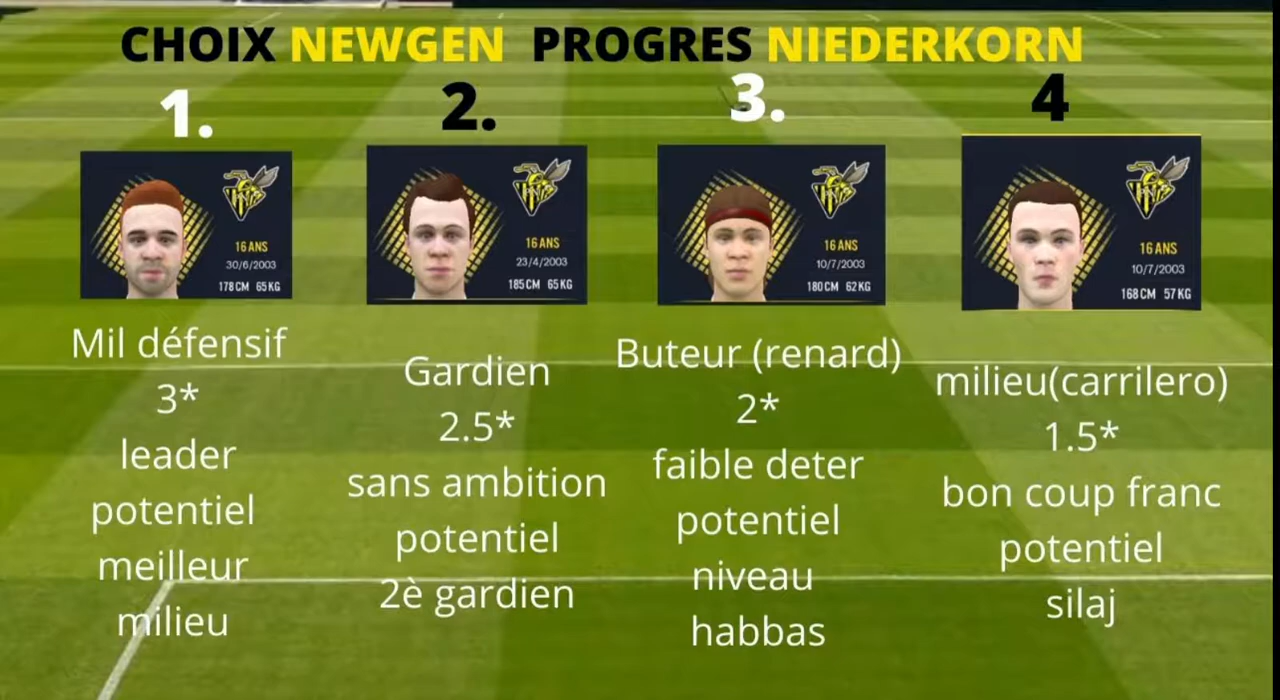 CHOIX NEWGEN PROGRES NIEDERKORN
1.
16 ANS
30/6/2003
178 CM 65 KG
Mil défensif
3*
leader
potentiel
meilleur
milieu
2.
16 ANS
23/4/2003
185 CM 65 KG
Gardien
2.5*
sans ambition
potentiel
2è gardien
3.
16 ANS
10/7/2003
180 CM 62 KG
Buteur (renard)
2*
faible deter
potentiel
niveau
habbas
4
16 ANS
10/7/2003
168 CM 57 KG
milieu(carrilero)
1.5*
bon coup franc
potentiel
silaj